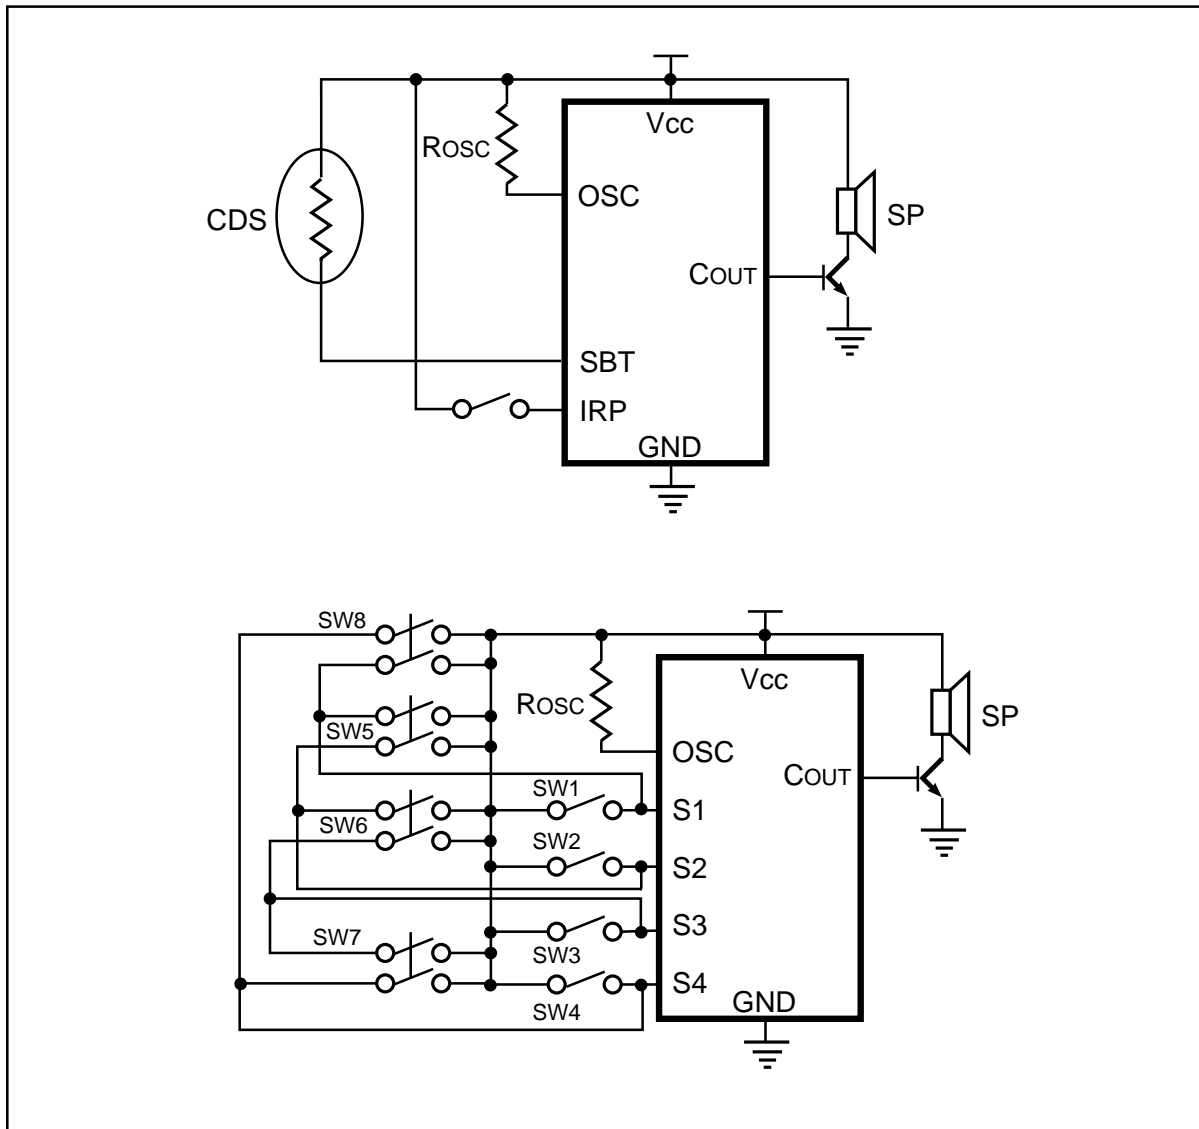 Vcc
ROSC
OSC
CDS
SP
COUT
SBT
IRP
GND
SW8
Vcc
ROSC
SP
SW5
OSC
COUT
SW1
S1
SW6
SW2
S2
S3
SW7
SW3
S4
GND
SW4